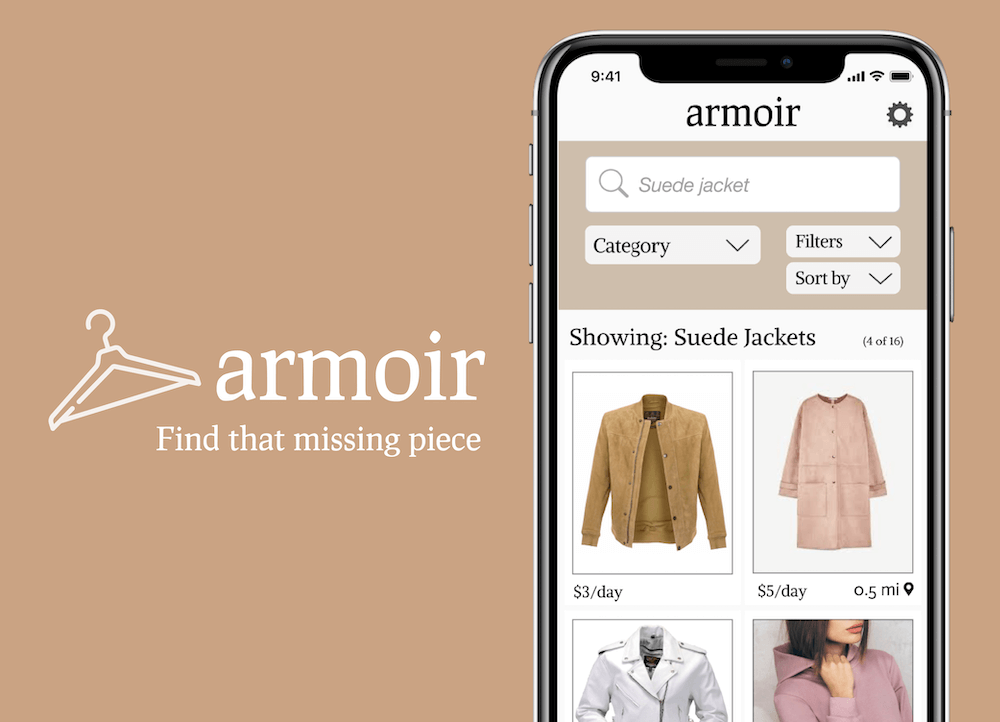 armoir
Find that missing piece
9:41
armoir
Suede jacket
Category
Filters
Sort by
Showing: Suede Jackets
(4 of 16)
$3/day
$5/day
0.5 mi